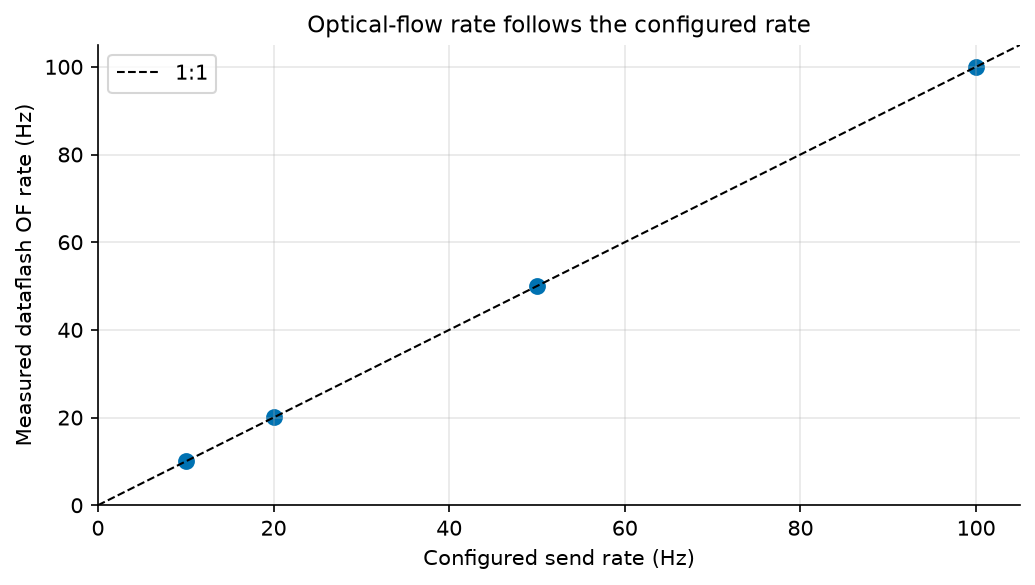 Optical-flow rate follows the configured rate
1:1
Measured dataflash OF rate (Hz)
100
80
60
40
20
0
0 20 40 60 80 100
Configured send rate (Hz)